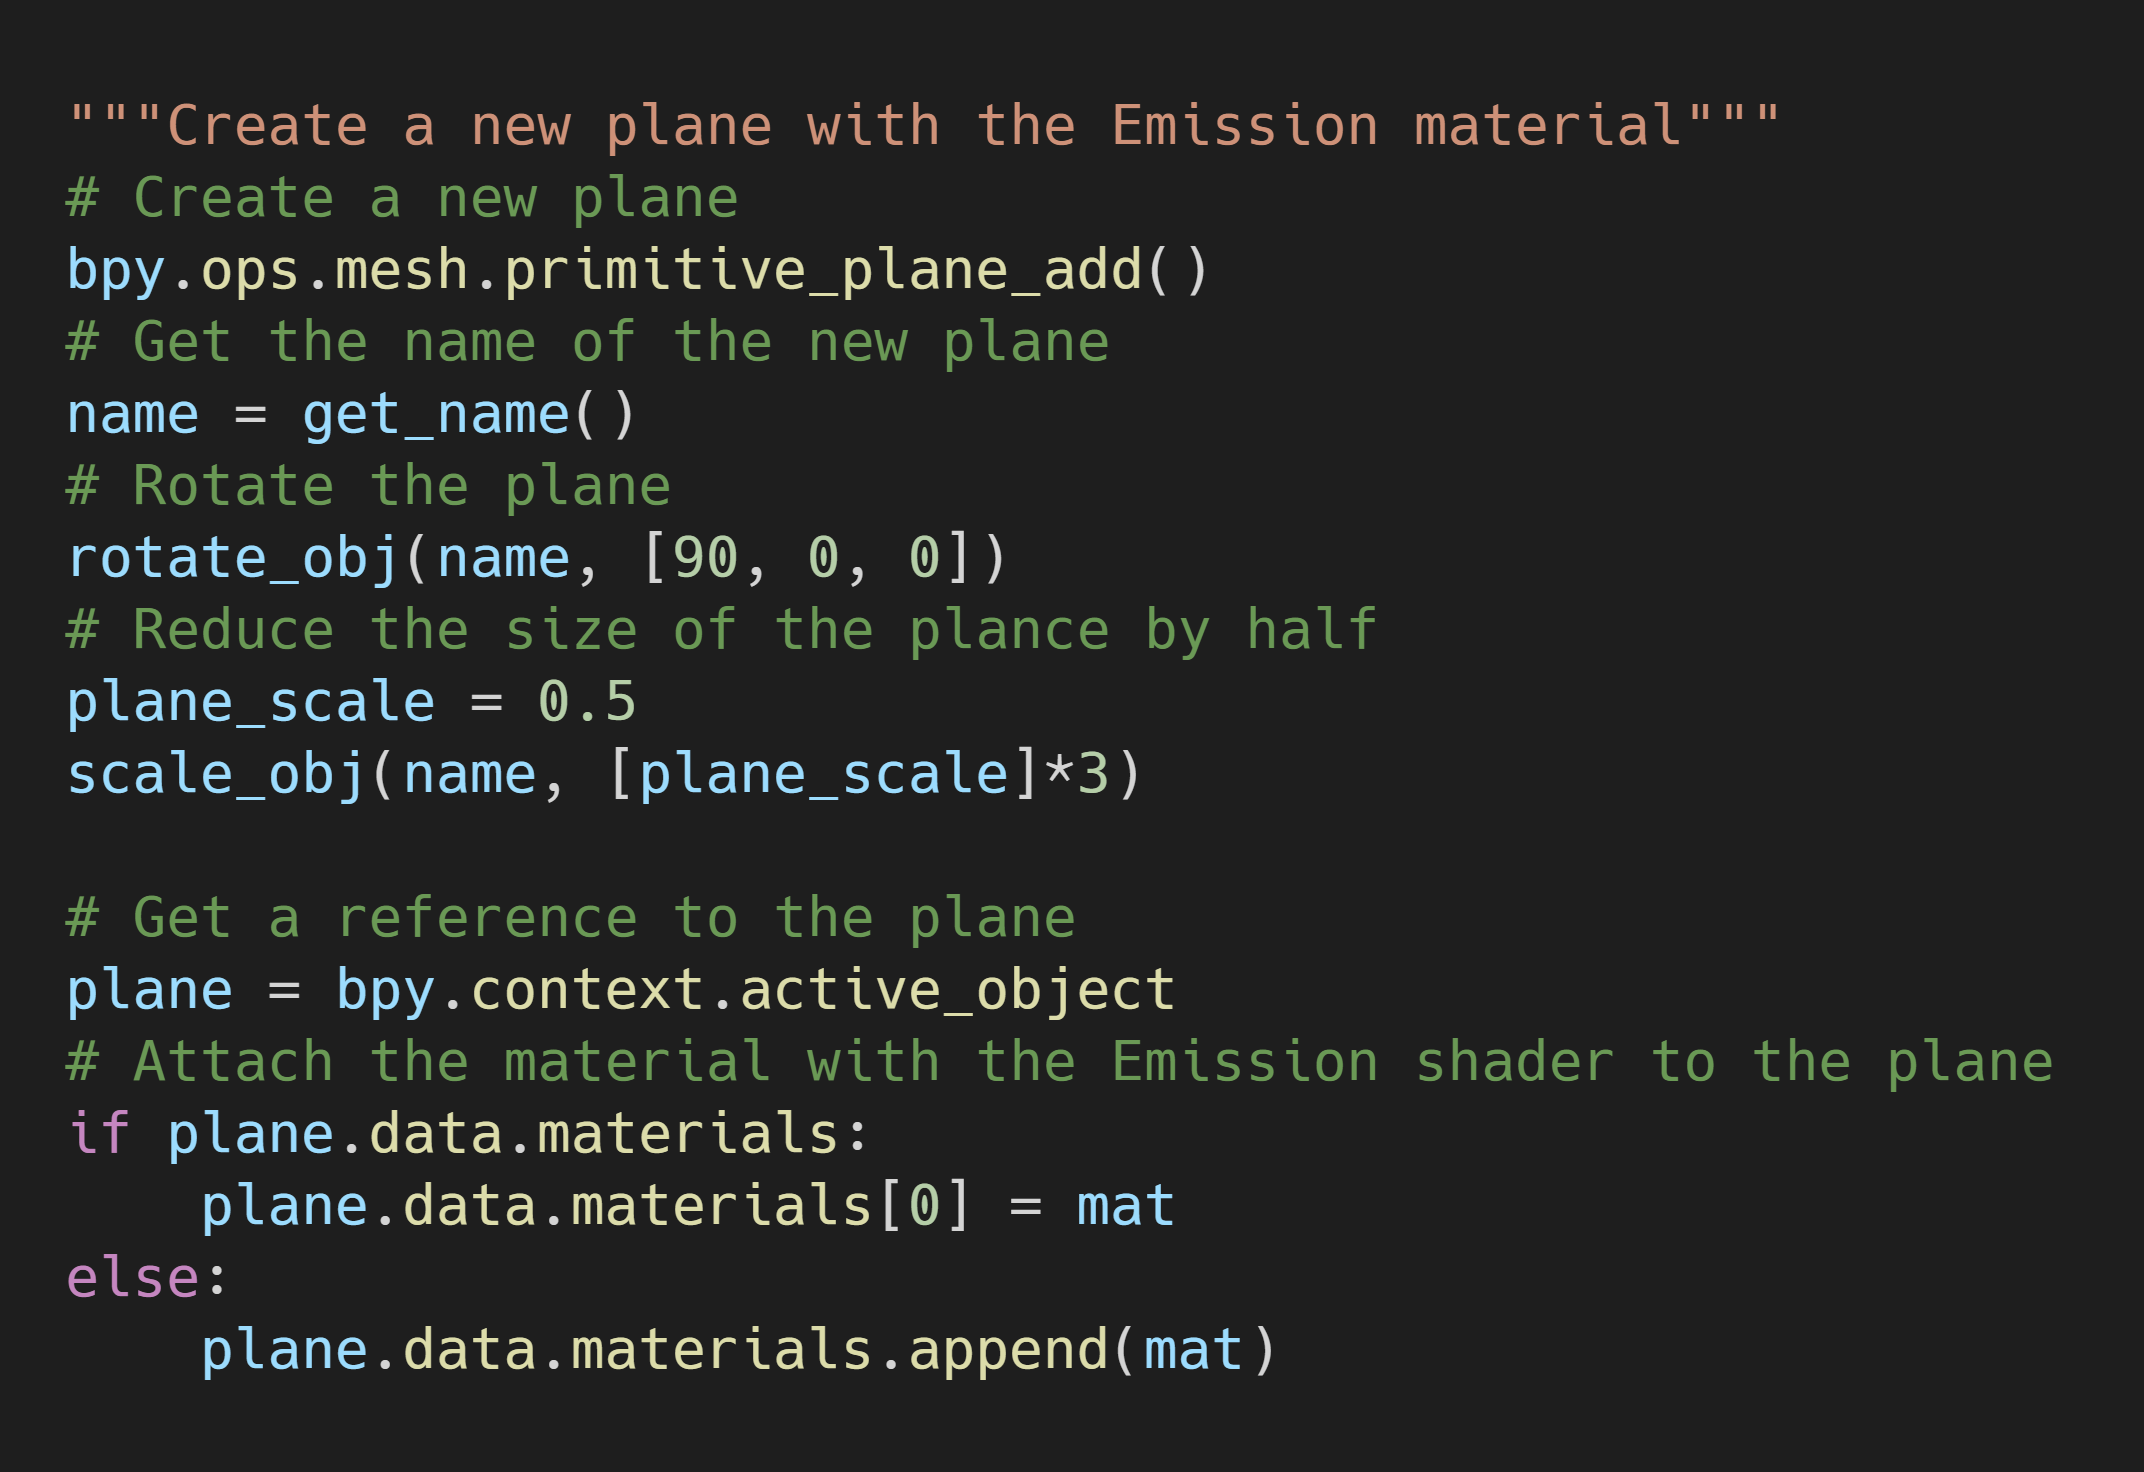 """Create a new plane with the Emission material"""
# Create a new plane
bpy.ops.mesh.primitive_plane_add()
# Get the name of the new plane
name = get_name()
# Rotate the plane
rotate_obj(name, [90, 0, 0])
# Reduce the size of the plance by half
plane_scale = 0.5
scale_obj(name, [plane_scale]*3)

# Get a reference to the plane
plane = bpy.context.active_object
# Attach the material with the Emission shader to the plane
if plane.data.materials:
    plane.data.materials[0] = mat
else:
    plane.data.materials.append(mat)